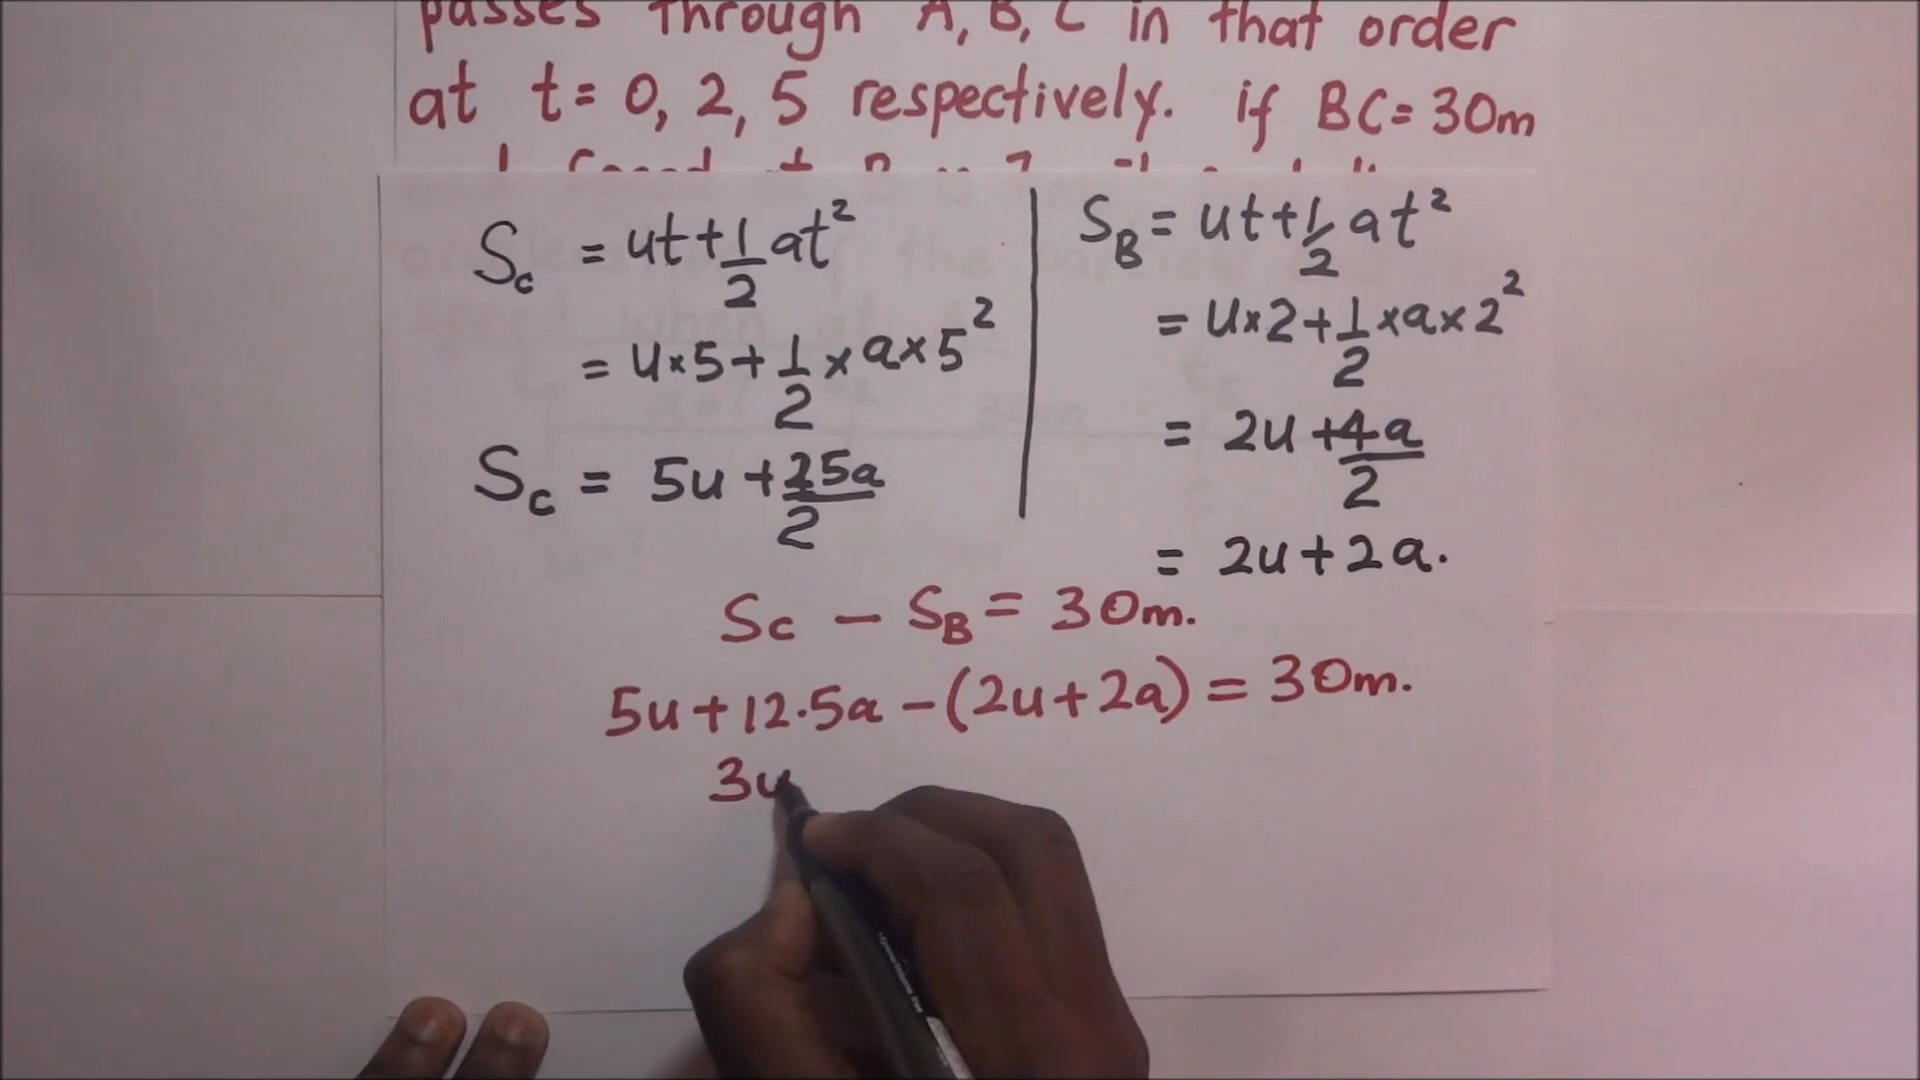 passes through A, B, C in that order
at t= 0, 2, 5 respectively. if BC= 30m
Sc = ut+1/2 at²
= u×5+1/2×a×5²
Sc = 5u+25a/2
SB = ut+1/2 at²
= u×2+1/2×a×2²
= 2u+4a/2
= 2u+2a.
Sc - SB = 30m.
5u+12.5a-(2u+2a)=30m.
3u